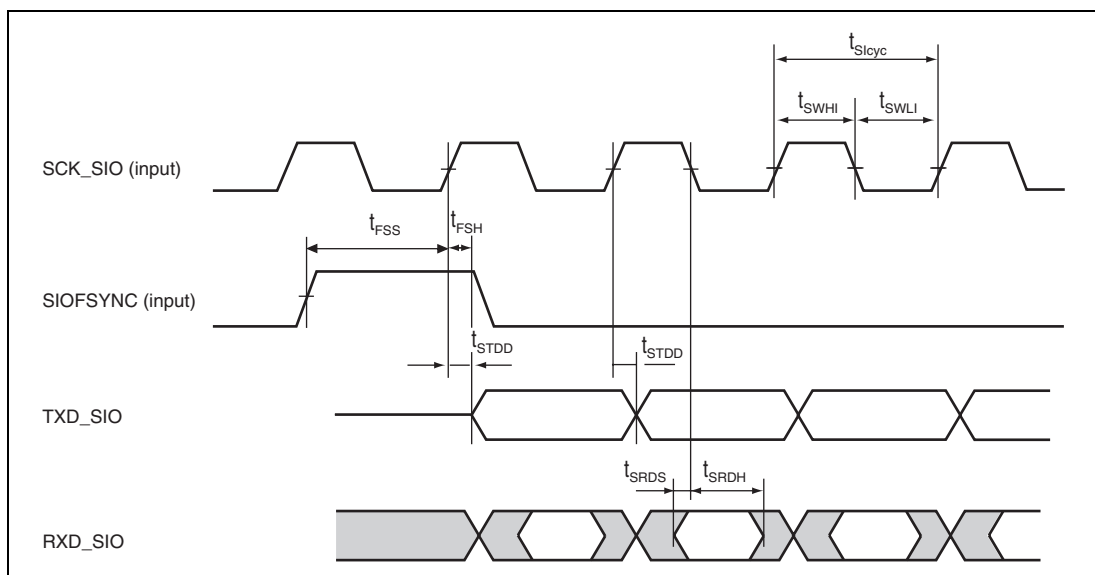 tSIcyc
tSWHI tSWLI
SCK_SIO (input)
tFSS tFSH
SIOFSYNC (input)
tSTDD tSTDD
TXD_SIO
tSRDS tSRDH
RXD_SIO